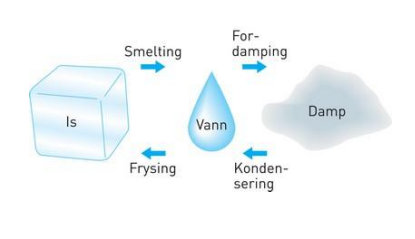 Smelting
For-
damping
Is
Vann
Damp
Frysing
Konden-
sering